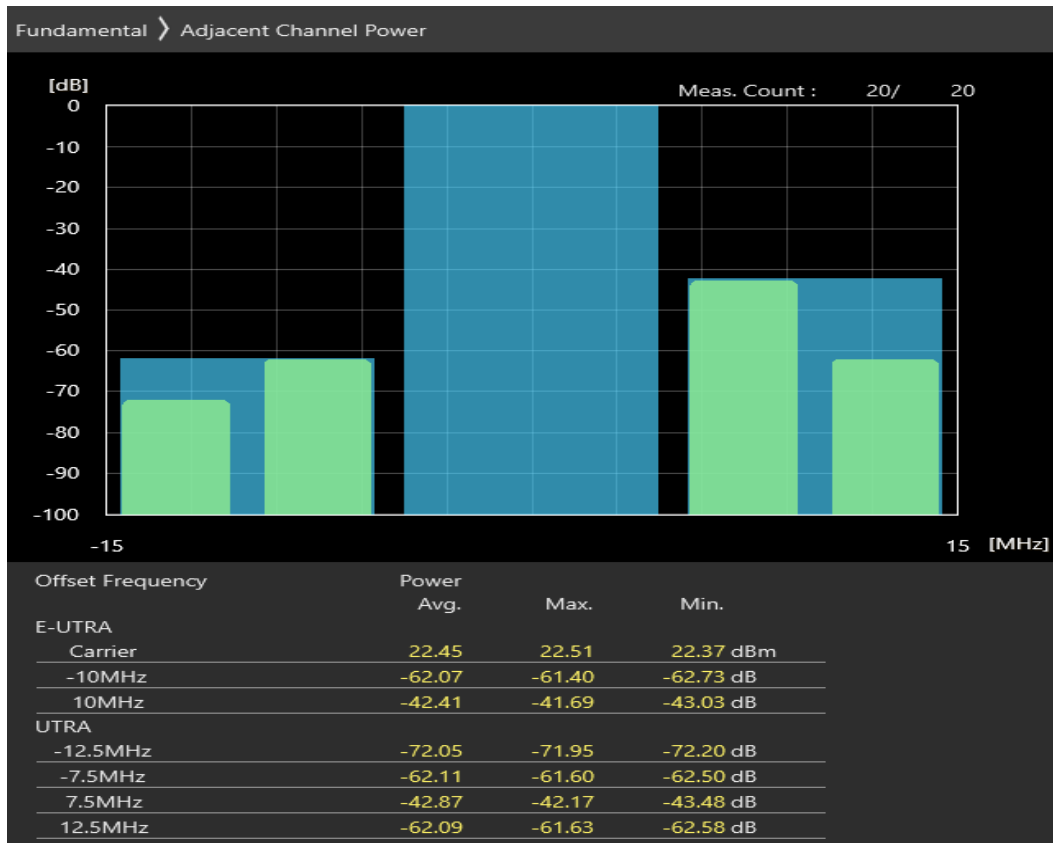 Fundamental 〉 Adjacent Channel Power
[dB]
Meas. Count : 20/ 20
0
-10
-20
-30
-40
-50
-60
-70
-80
-90
-100
-15 15 [MHz]
Offset Frequency Power
Avg. Max. Min.
E-UTRA
Carrier 22.45 22.51 22.37 dBm
-10MHz -62.07 -61.40 -62.73 dB
10MHz -42.41 -41.69 -43.03 dB
UTRA
-12.5MHz -72.05 -71.95 -72.20 dB
-7.5MHz -62.11 -61.60 -62.50 dB
7.5MHz -42.87 -42.17 -43.48 dB
12.5MHz -62.09 -61.63 -62.58 dB